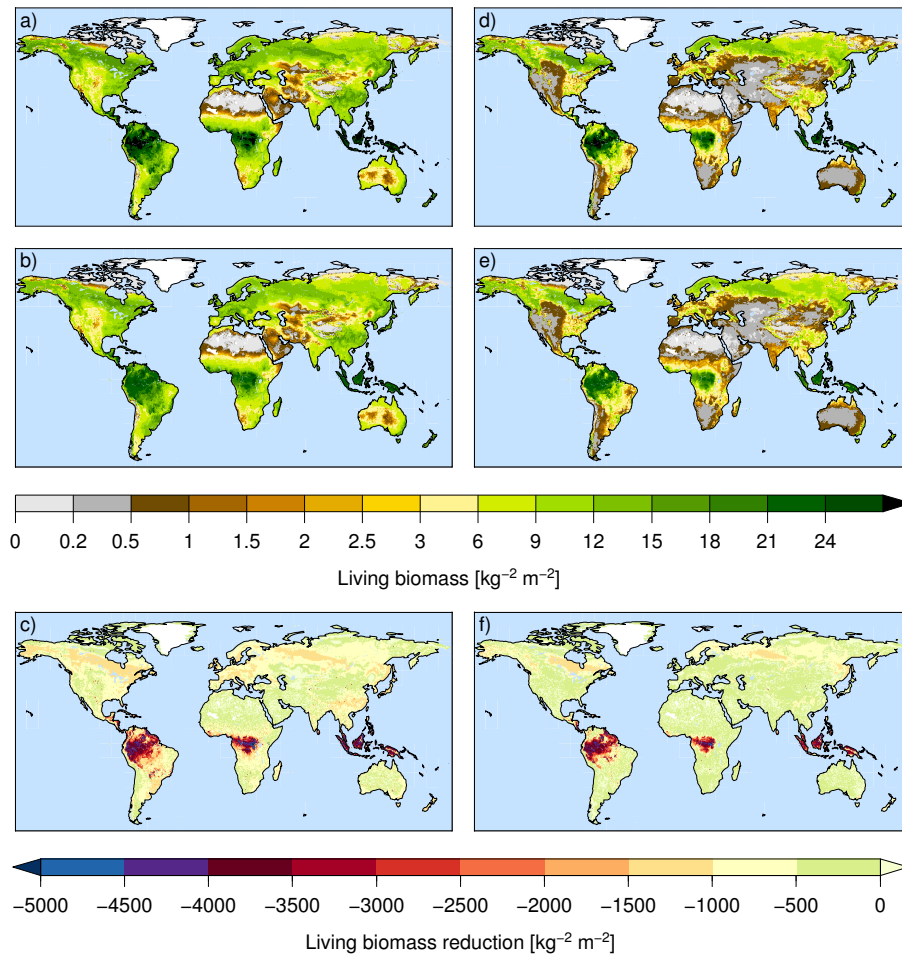 a)
d)
b)
e)
0 0.2 0.5 1 1.5 2 2.5 3 6 9 12 15 18 21 24
Living biomass [kg⁻² m⁻²]
c)
f)
−5000 −4500 −4000 −3500 −3000 −2500 −2000 −1500 −1000 −500 0
Living biomass reduction [kg⁻² m⁻²]